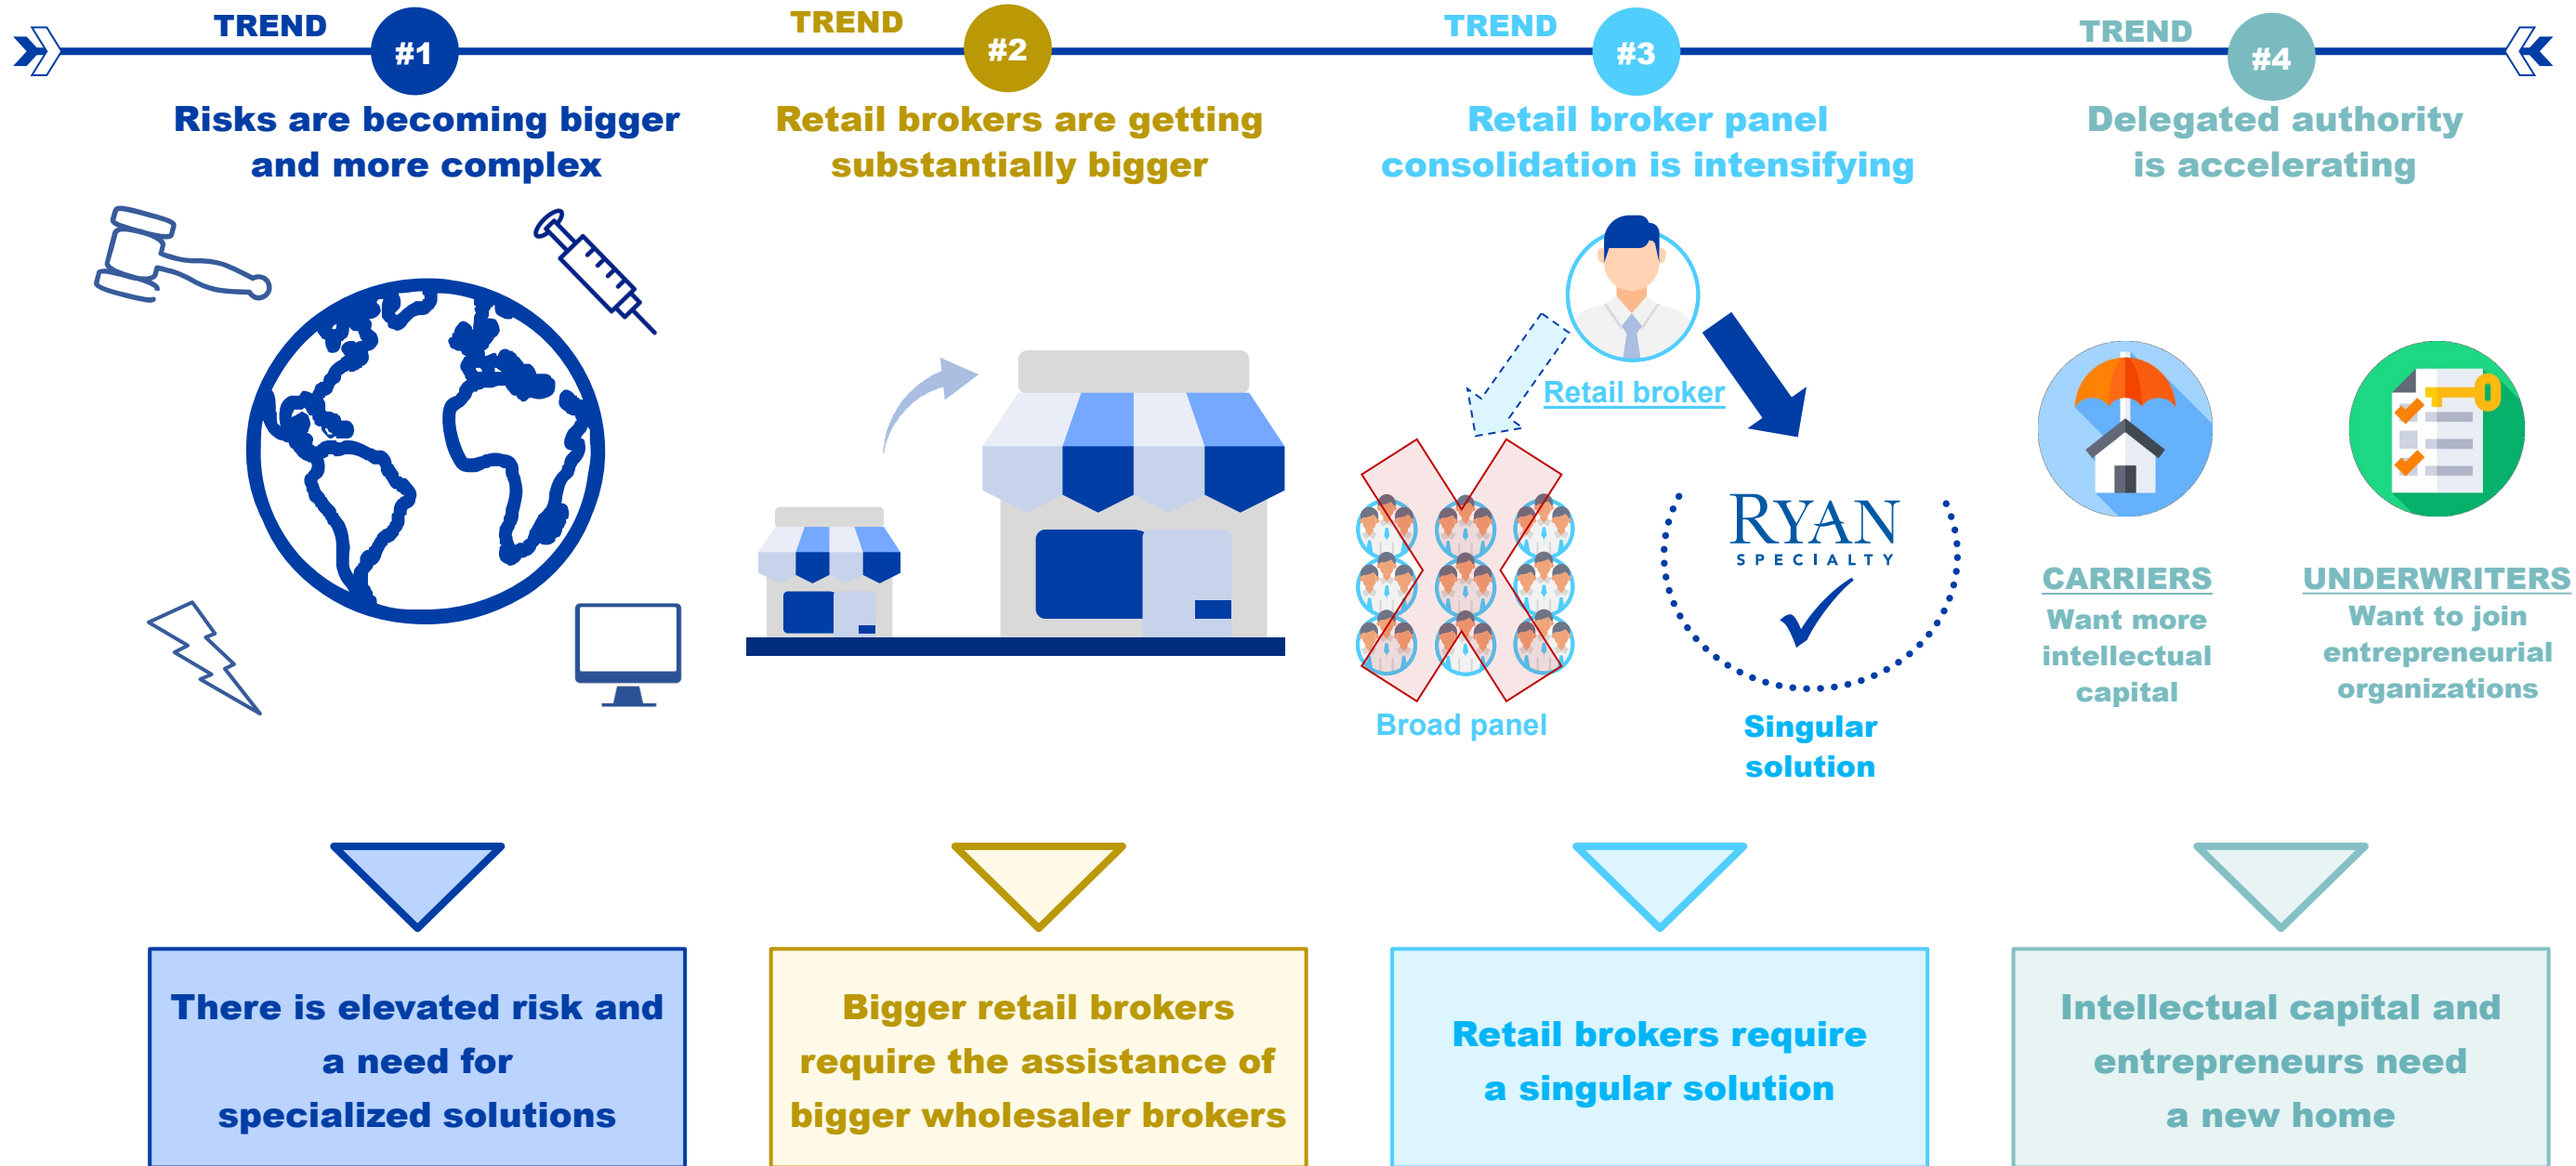 TREND
#1
Risks are becoming bigger
and more complex
There is elevated risk and
a need for
specialized solutions
TREND
#2
Retail brokers are getting
substantially bigger
Bigger retail brokers
require the assistance of
bigger wholesaler brokers
TREND
#3
Retail broker panel
consolidation is intensifying
Retail broker
Broad panel
RYAN
SPECIALTY
Singular
solution
Retail brokers require
a singular solution
TREND
#4
Delegated authority
is accelerating
CARRIERS
Want more
intellectual
capital
UNDERWRITERS
Want to join
entrepreneurial
organizations
Intellectual capital and
entrepreneurs need
a new home